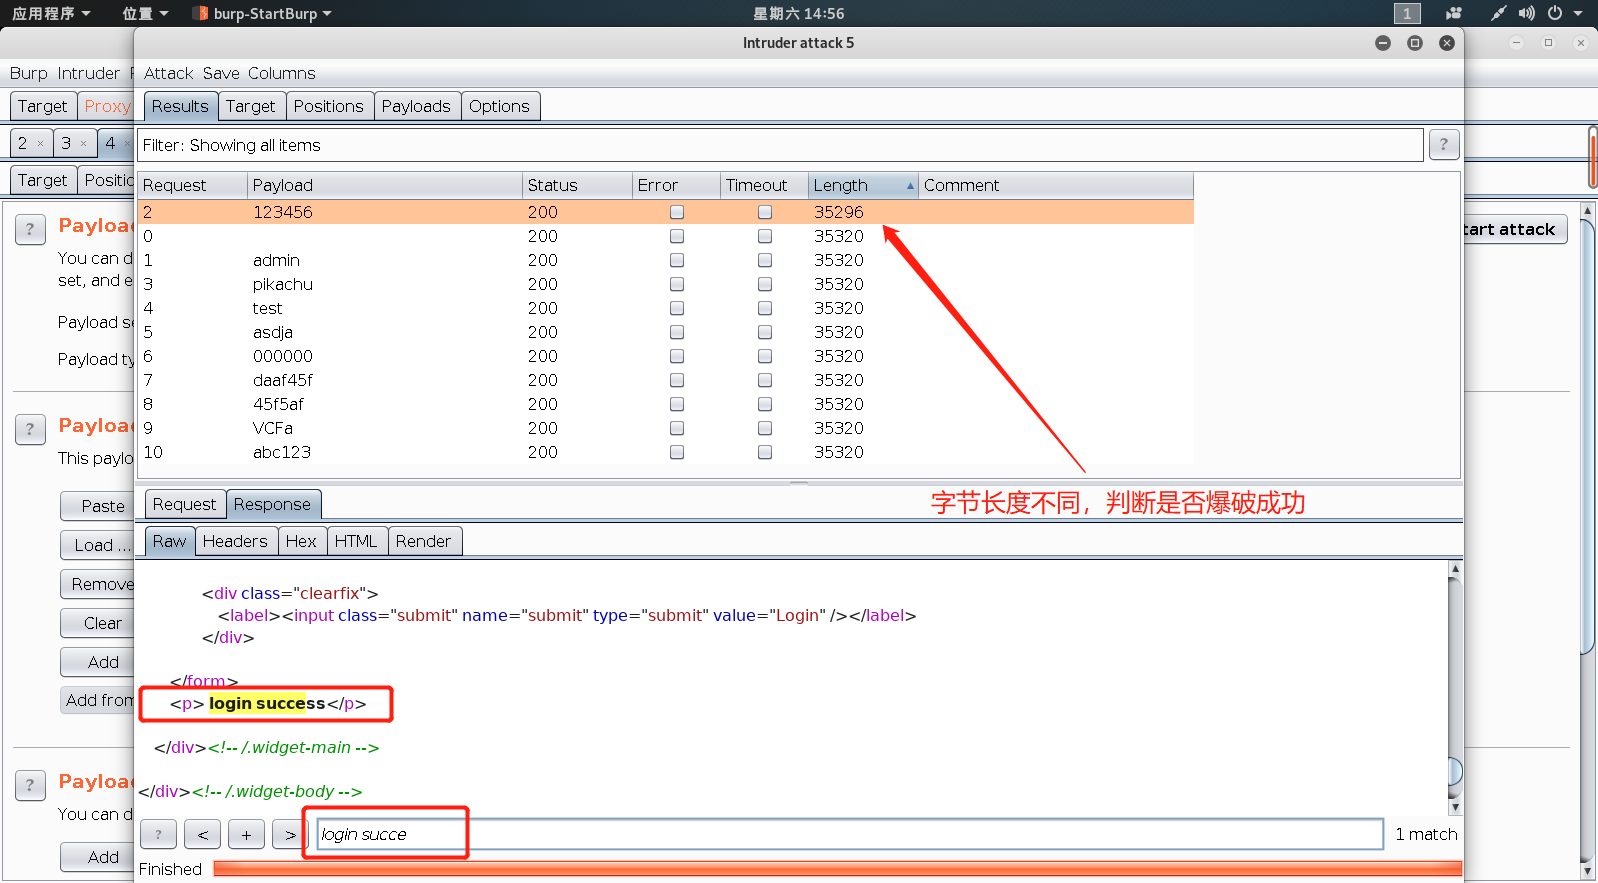 应用程序 位置 burp-StartBurp 星期六 14:56 1
Intruder attack 5
Burp Intruder
Attack Save Columns
Target Proxy
Results Target Positions Payloads Options
2 × 3 × 4 ×
Filter: Showing all items ?
Target Positio
Request Payload Status Error Timeout Length Comment
2 123456 200 35296
0 200 35320
1 admin 200 35320
3 pikachu 200 35320
4 test 200 35320
5 asdja 200 35320
6 000000 200 35320
7 daaf45f 200 35320
8 45f5af 200 35320
9 VCFa 200 35320
10 abc123 200 35320
? Payloa
You can d
set, and e
Payload se
Payload ty
tart attack
? Payloa
This paylo
Paste
Load ...
Remove
Clear
Add
Add from
? Payloa
You can d
Add
字节长度不同，判断是否爆破成功
Request Response
Raw Headers Hex HTML Render
<div class="clearfix">
<label><input class="submit" name="submit" type="submit" value="Login" /></label>
</div>
</form>
<p> login success</p>
</div><!-- /.widget-main -->
</div><!-- /.widget-body -->
? < + > login succe 1 match
Finished